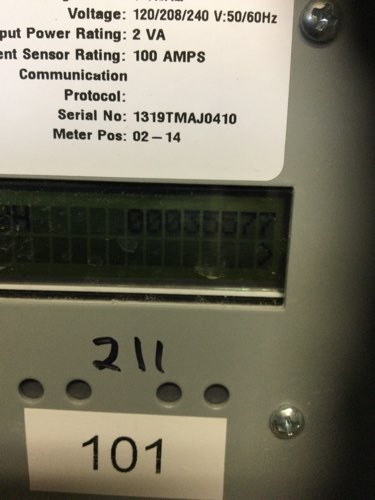 Voltage: 120/208/240 V:50/60Hz
put Power Rating: 2 VA
ent Sensor Rating: 100 AMPS
Communication
Protocol:
Serial No: 1319TMAJ0410
Meter Pos: 02–14
H 00035577
>
211
101